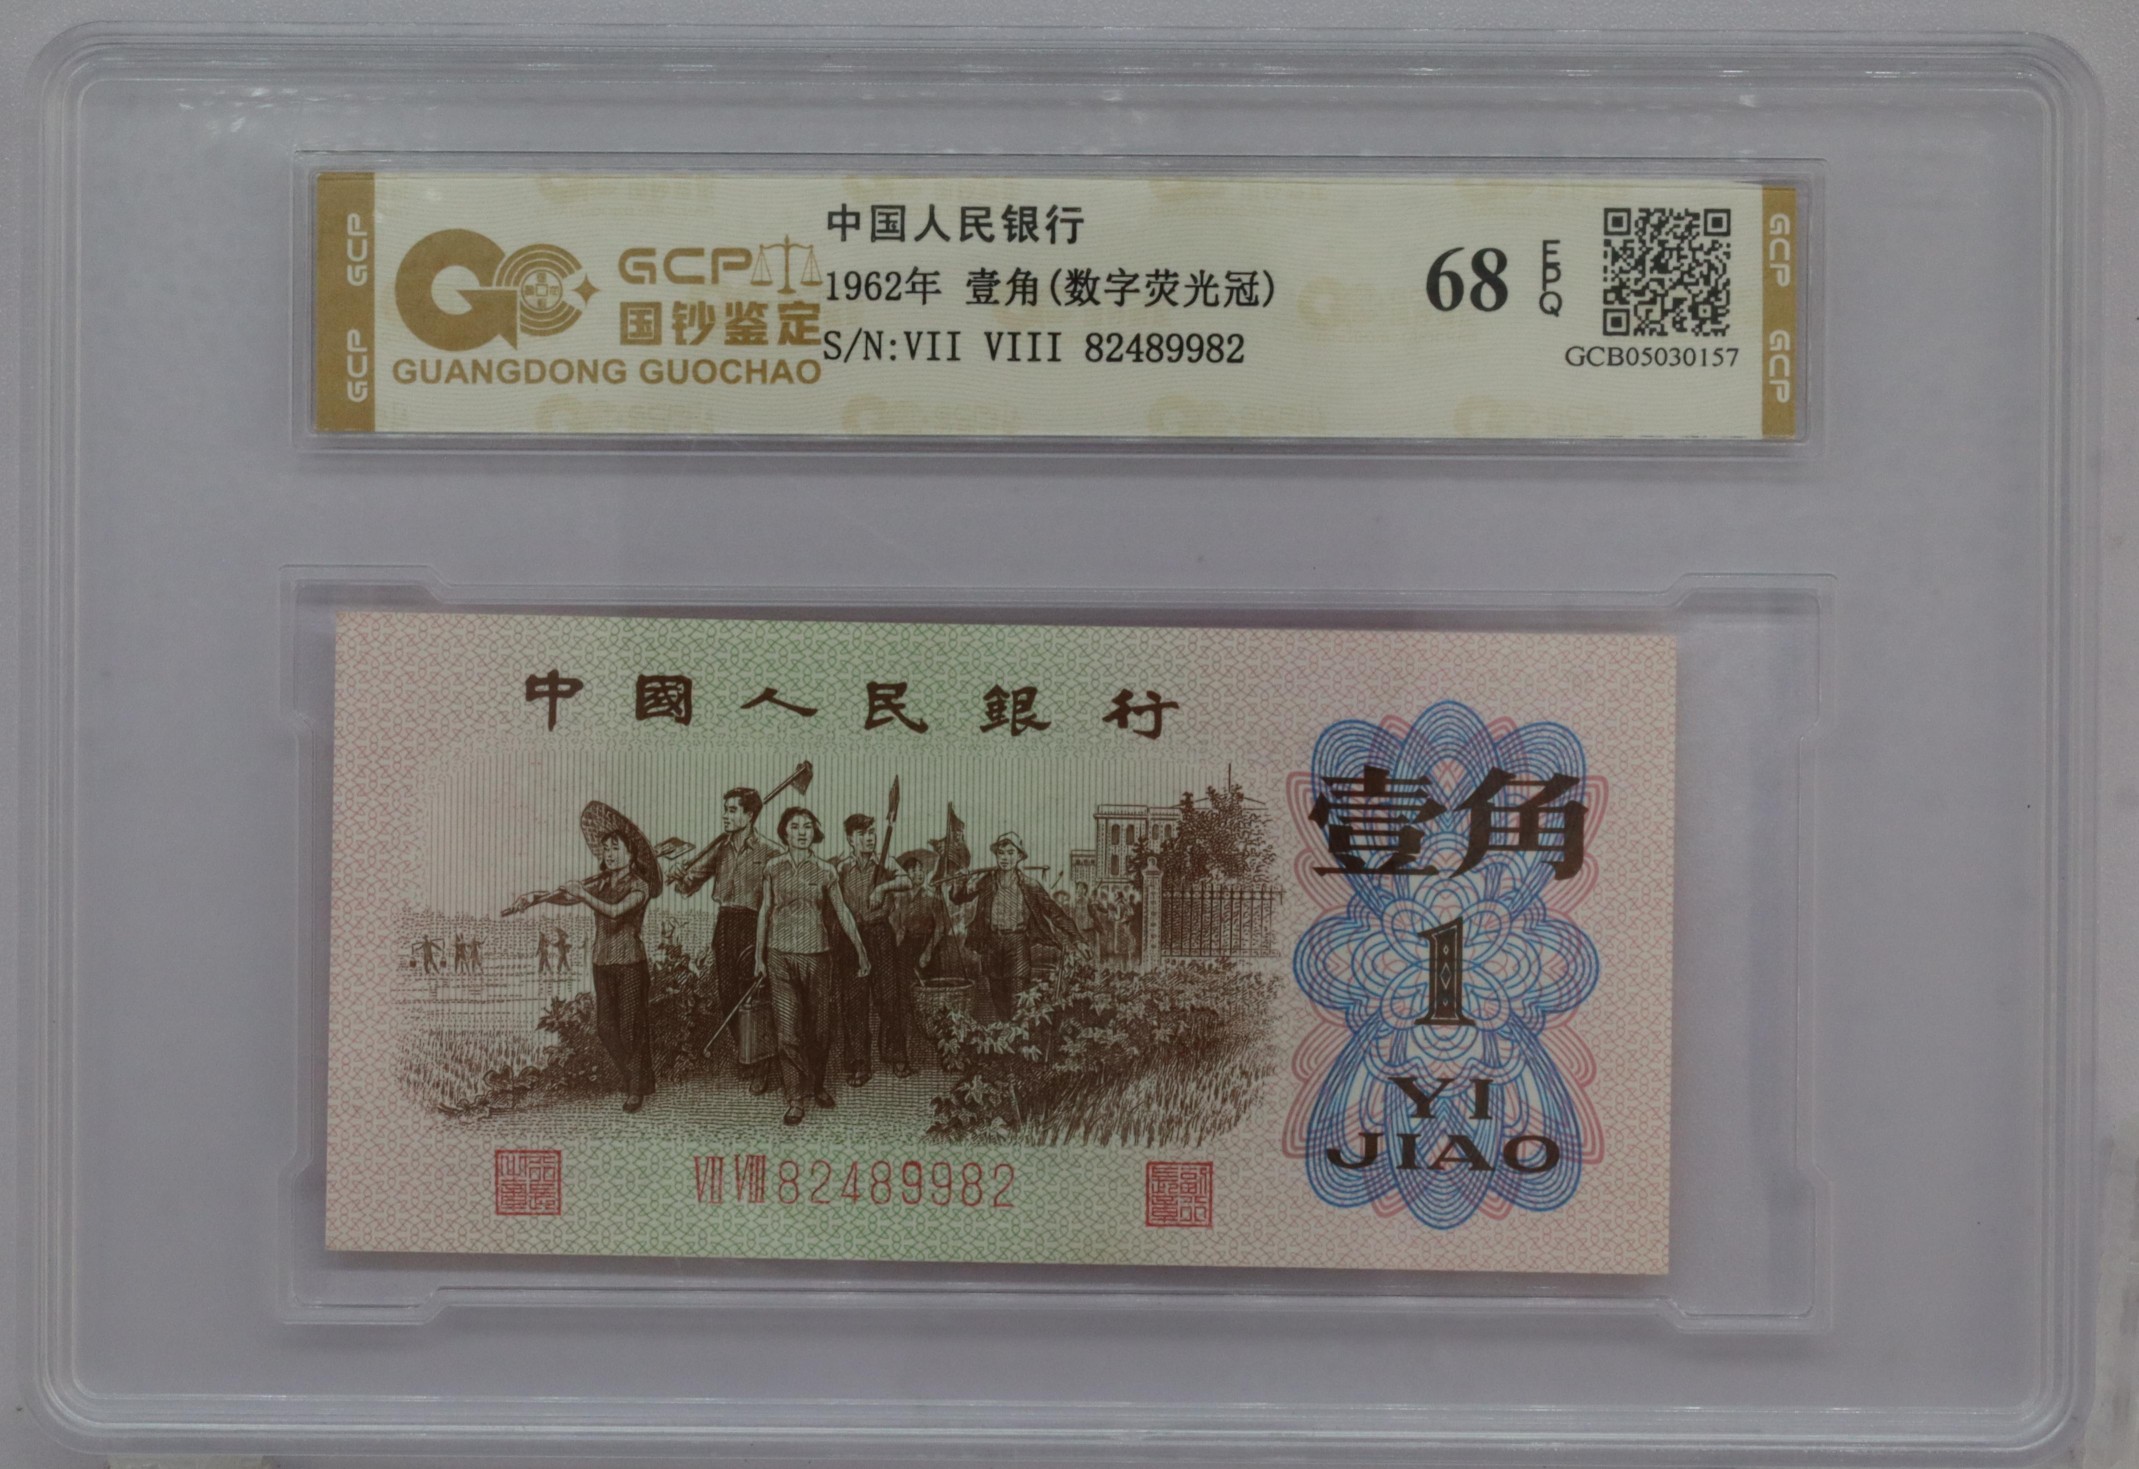 GCP GCP
GCP
国钞鉴定
GUANGDONG GUOCHAO
中国人民银行
1962年 壹角(数字荧光冠)
S/N:VII VIII 82489982
68 EPQ
GCB05030157
GCP GCP
中國人民銀行
壹角
1
YI
JIAO
VII VIII 82489982